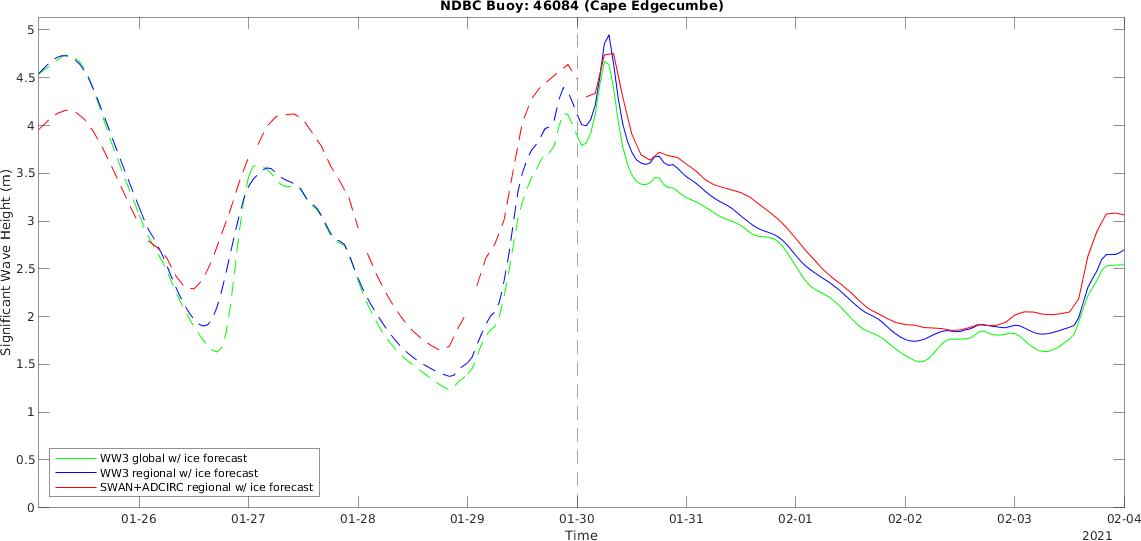 NDBC Buoy: 46084 (Cape Edgecumbe)
5
4.5
4
3.5
3
2.5
2
1.5
1
0.5
0
Significant Wave Height (m)
WW3 global w/ ice forecast
WW3 regional w/ ice forecast
SWAN+ADCIRC regional w/ ice forecast
01-26 01-27 01-28 01-29 01-30 01-31 02-01 02-02 02-03 02-04
Time
2021